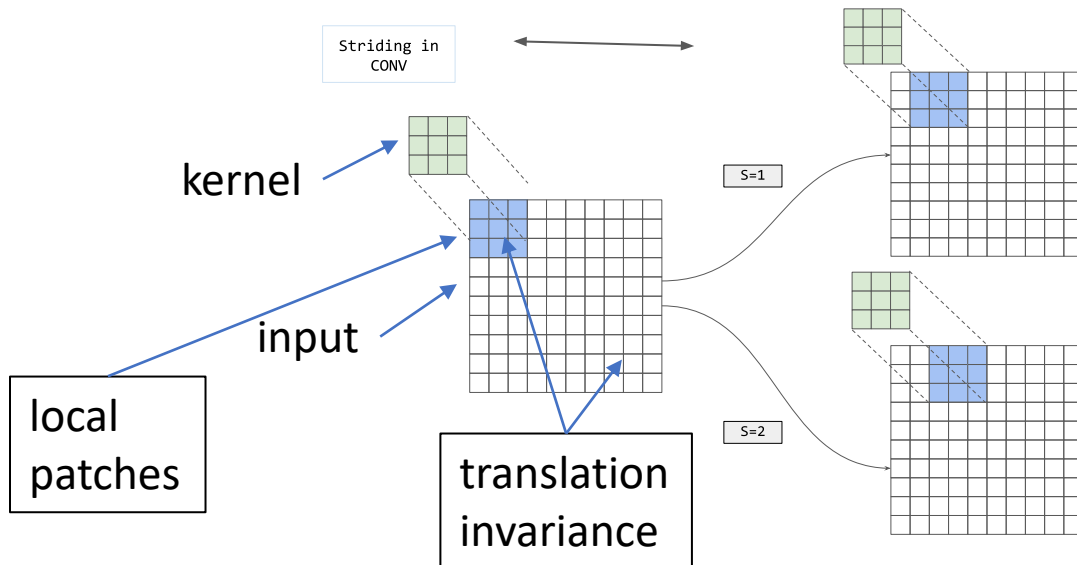 Striding in
CONV
kernel
S=1
input
local
patches
S=2
translation
invariance